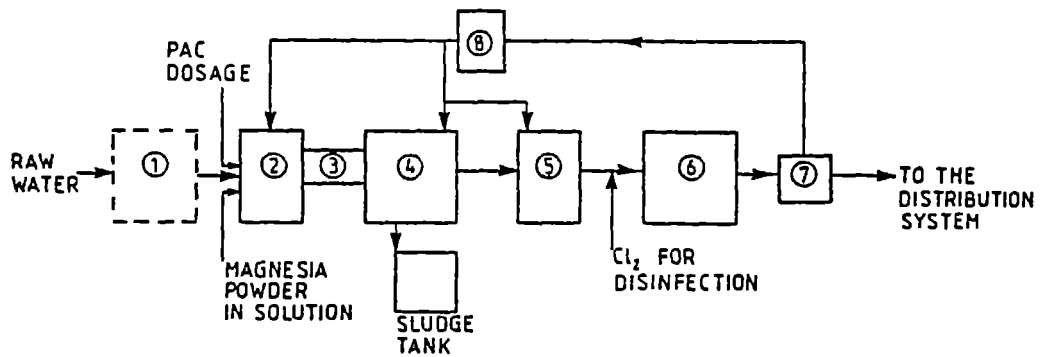 ⑧
PAC
DOSAGE
RAW
WATER
①
②
③
④
⑤
⑥
⑦
TO THE
DISTRIBUTION
SYSTEM
MAGNESIA
POWDER
IN SOLUTION
SLUDGE
TANK
Cl₂ FOR
DISINFECTION